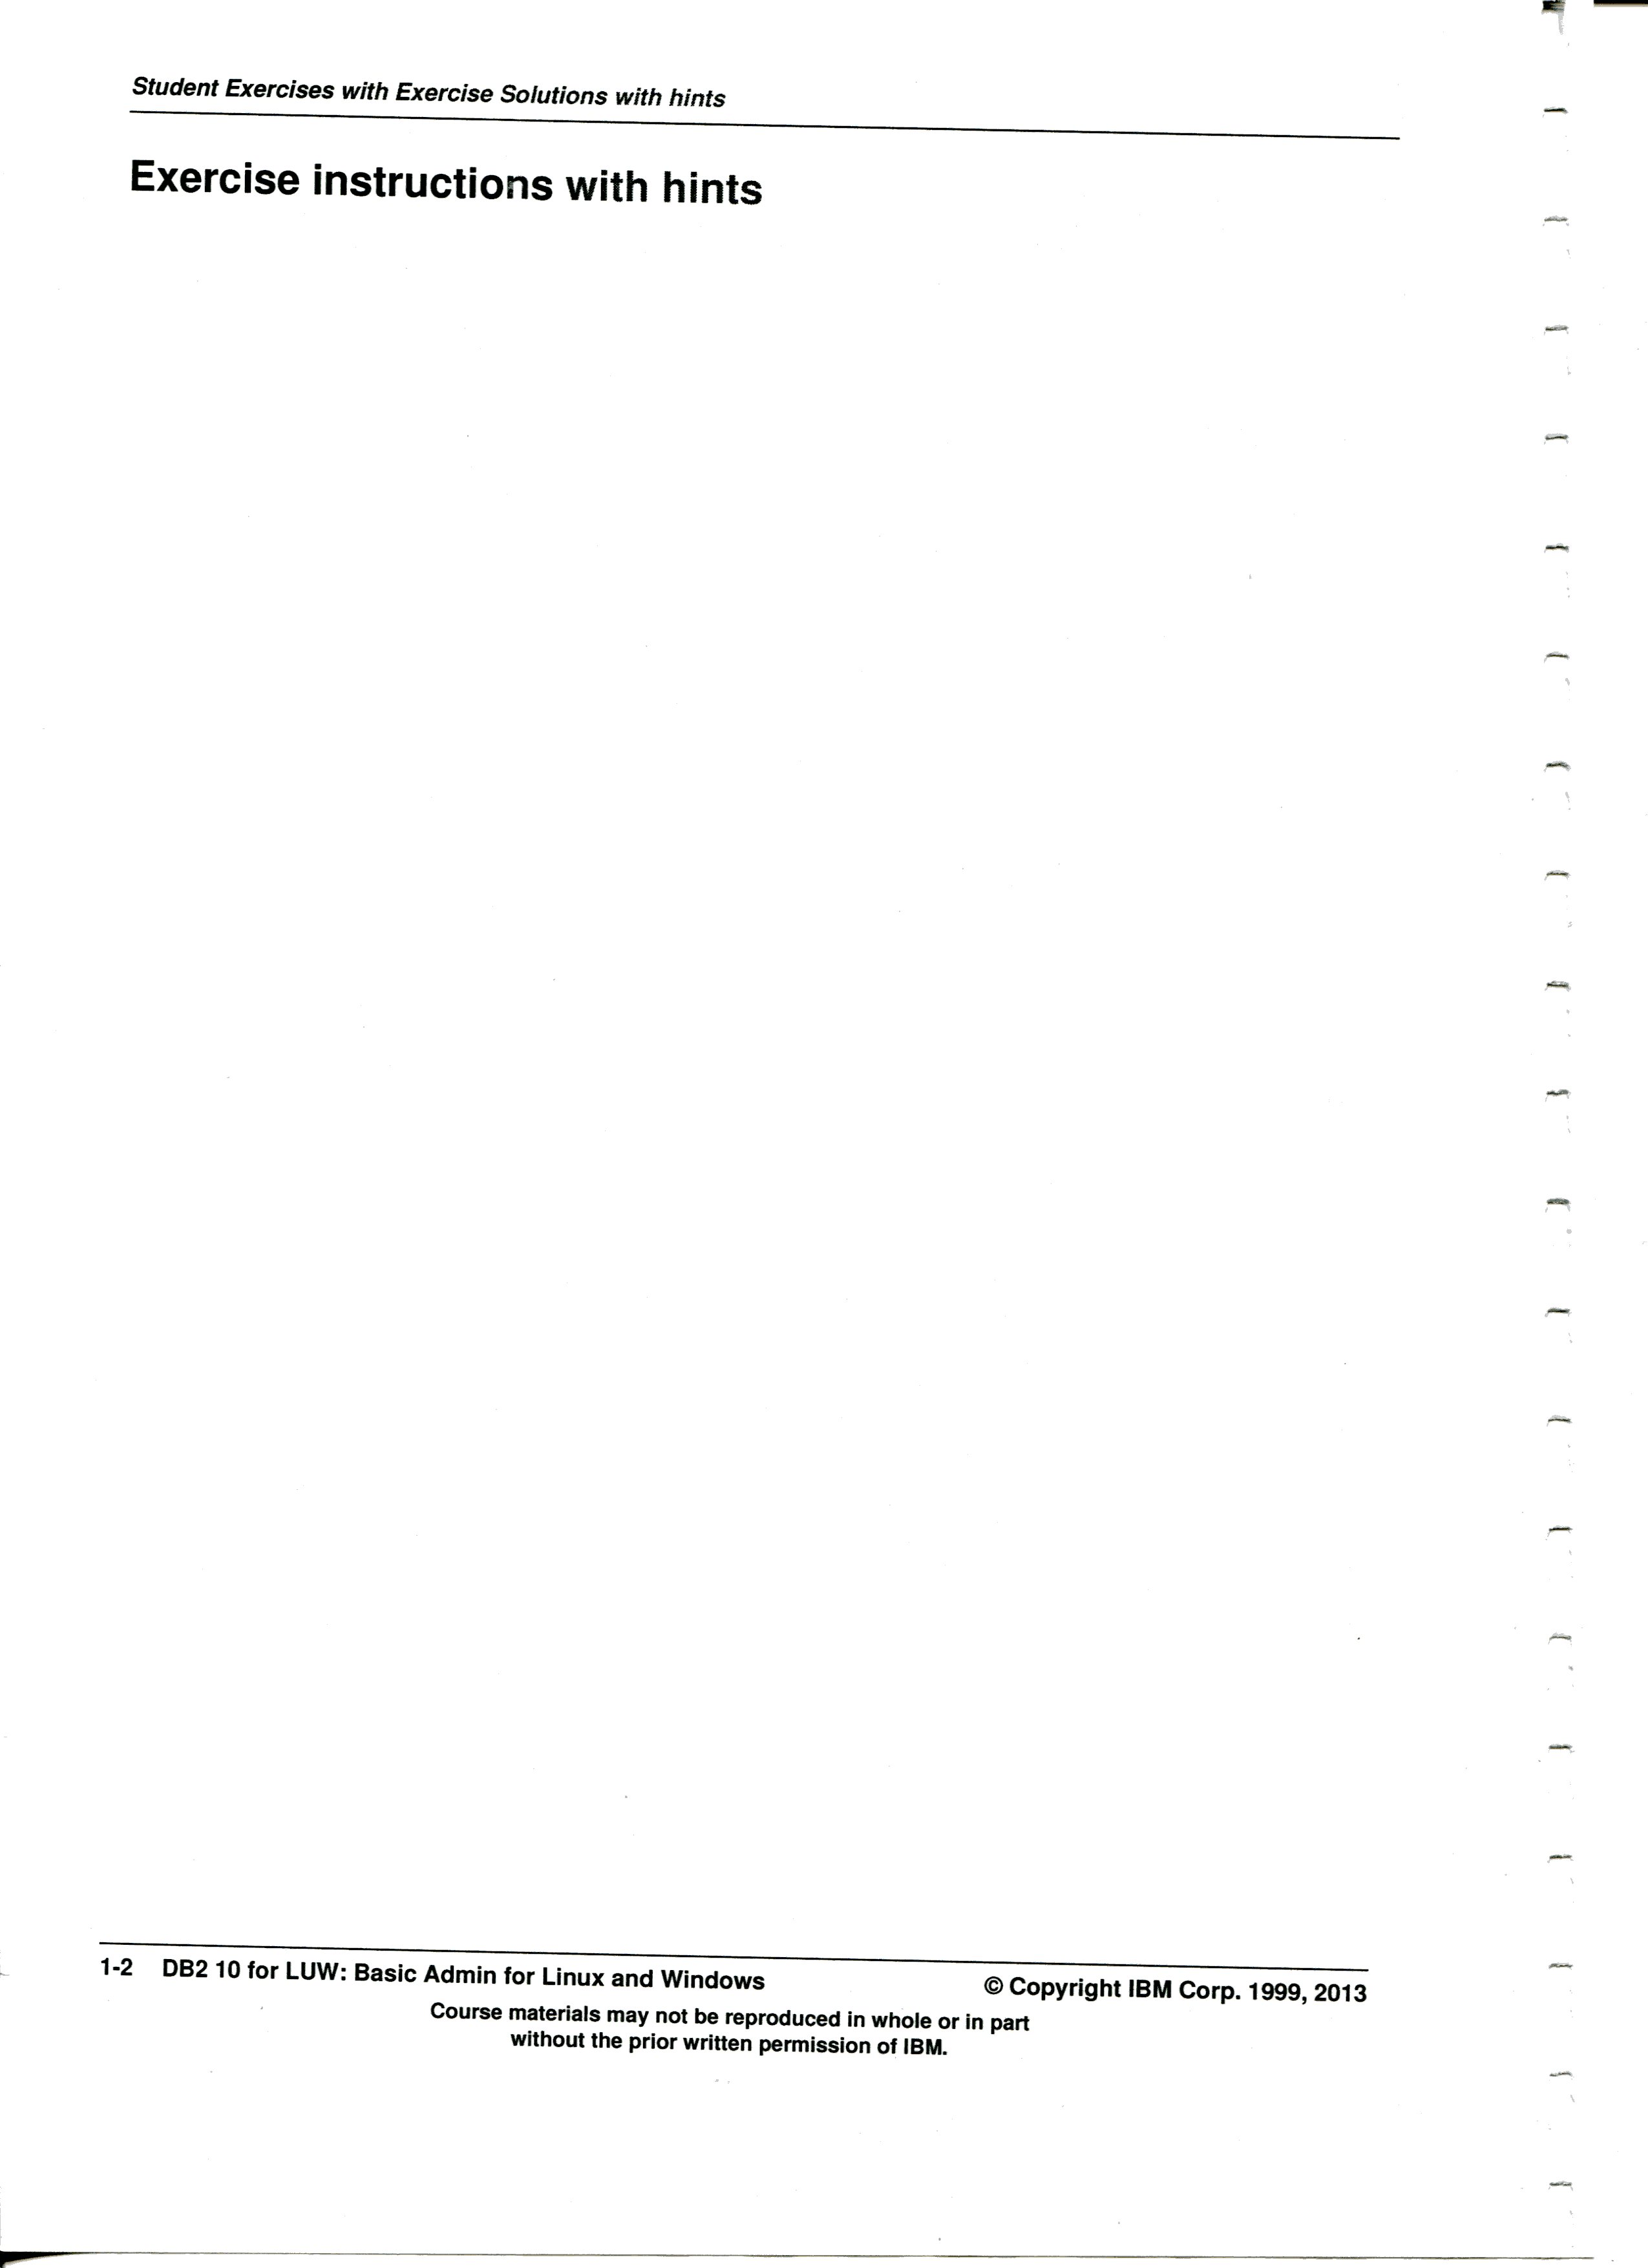 Student Exercises with Exercise Solutions with hints
Exercise instructions with hints
1-2 DB2 10 for LUW: Basic Admin for Linux and Windows © Copyright IBM Corp. 1999, 2013
Course materials may not be reproduced in whole or in part
without the prior written permission of IBM.